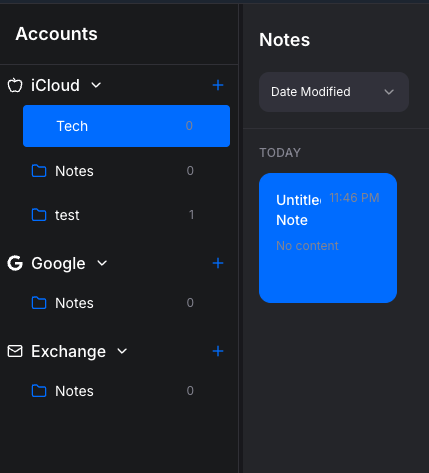 Accounts
iCloud
Tech 0
Notes 0
test 1
Google
Notes 0
Exchange
Notes 0
Notes
Date Modified
TODAY
Untitle 11:46 PM
Note
No content